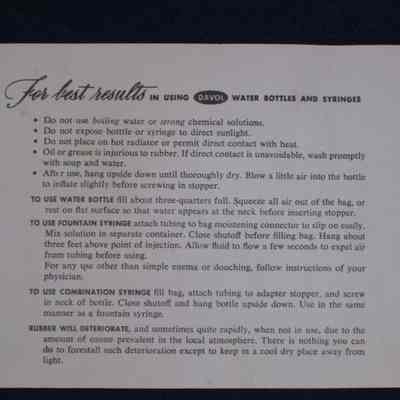 For best results IN USING DAVOL WATER BOTTLES AND SYRINGES
• Do not use boiling water or strong chemical solutions.
• Do not expose bottle or syringe to direct sunlight.
• Do not place on hot radiator or permit direct contact with heat.
• Oil or grease is injurious to rubber. If direct contact is unavoidable, wash promptly
with soap and water.
• After use, hang upside down until thoroughly dry. Blow a little air into the bottle
to inflate slightly before screwing in stopper.
TO USE WATER BOTTLE fill about three-quarters full. Squeeze all air out of the bag, or
rest on flat surface so that water appears at the neck before inserting stopper.
TO USE FOUNTAIN SYRINGE attach tubing to bag moistening connector to slip on easily.
Mix solution in separate container. Close shutoff before filling bag. Hang about
three feet above point of injection. Allow fluid to flow a few seconds to expel air
from tubing before using.
For any use other than simple enema or douching, follow instructions of your
physician.
TO USE COMBINATION SYRINGE fill bag, attach tubing to adapter stopper, and screw
in neck of bottle. Close shutoff and hang bottle upside down. Use in the same
manner as a fountain syringe.
RUBBER WILL DETERIORATE, and sometimes quite rapidly, when not in use, due to the
amount of ozone prevalent in the local atmosphere. There is nothing you can
do to forestall such deterioration except to keep in a cool dry place away from
light.